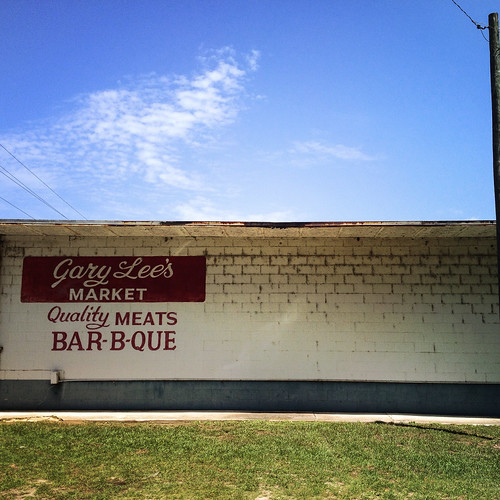 Gary Lee's
MARKET
Quality MEATS
BAR-B-QUE